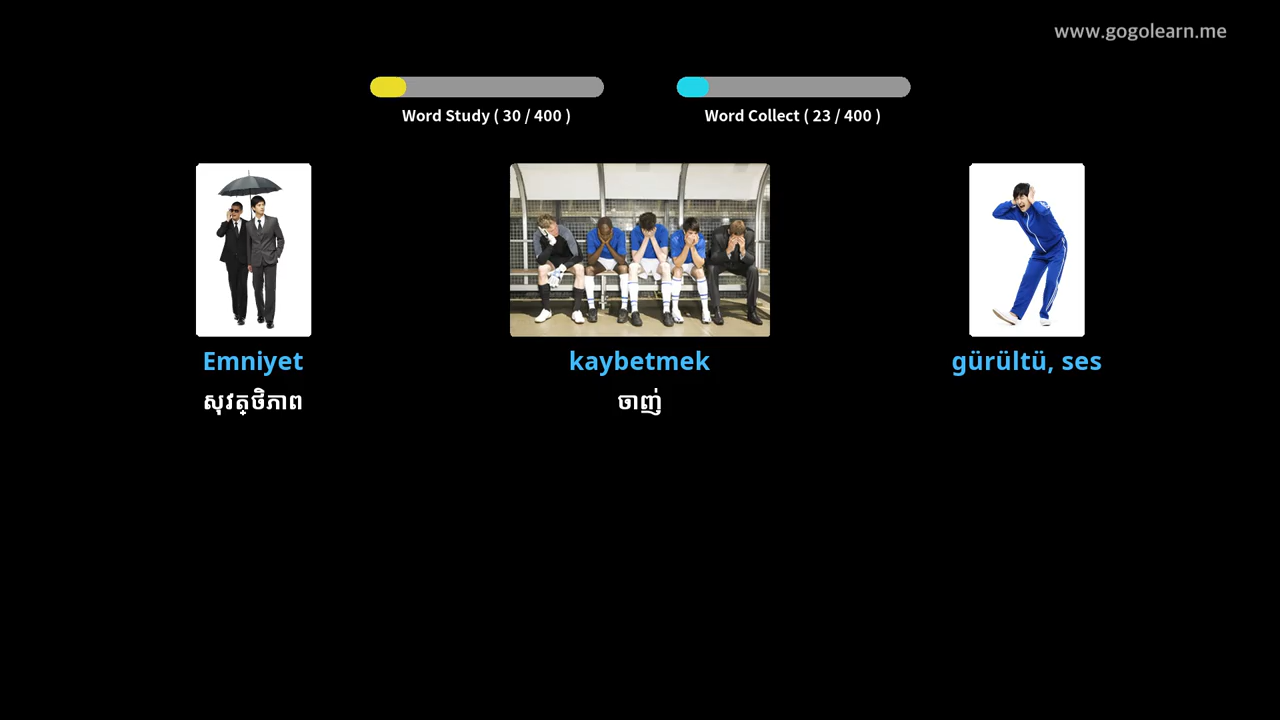 www.gogolearn.me
Word Study ( 30 / 400 )
Word Collect ( 23 / 400 )
Emniyet
kaybetmek
gürültü, ses
សុវត្ថិភាព
ចាញ់